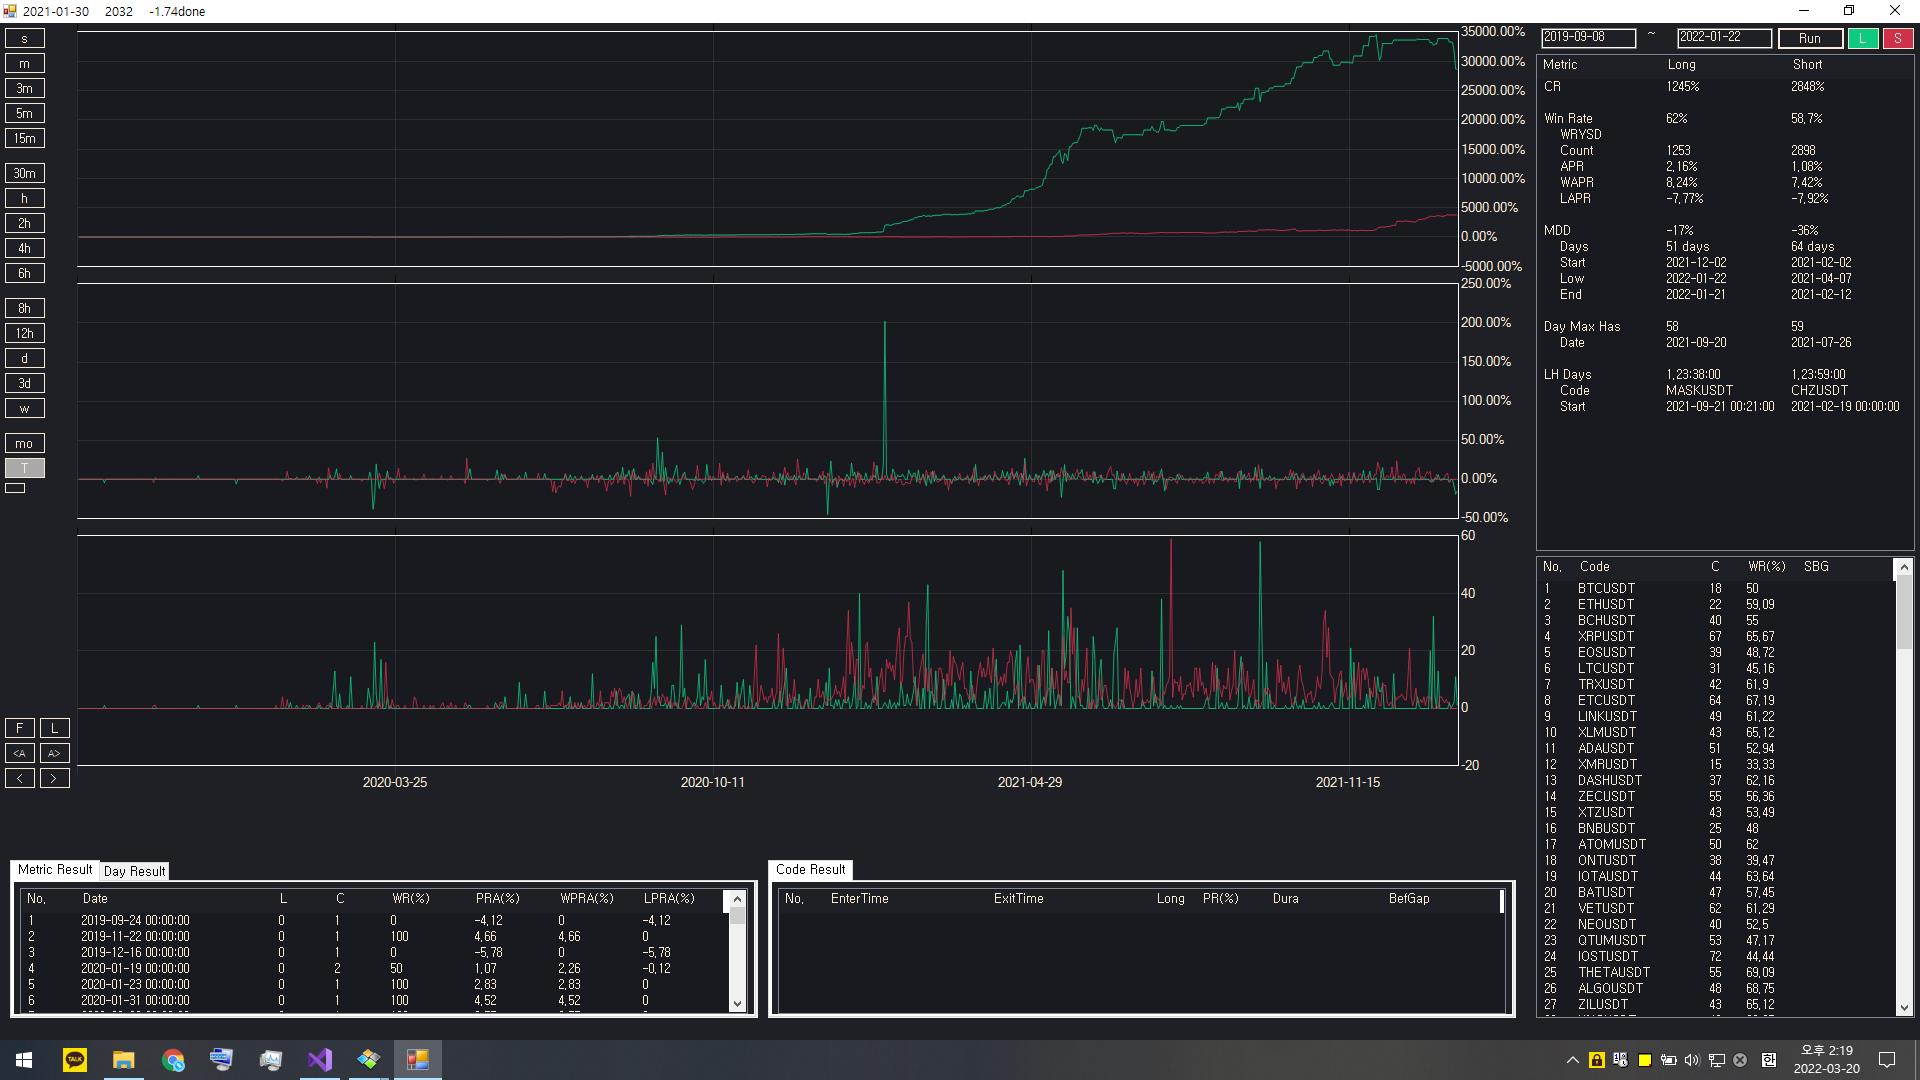 2021-01-30 2032 -1.74done
s
m
3m
5m
15m
30m
h
2h
4h
6h
8h
12h
d
3d
w
mo
T
F L
<A A>
< >
35000.00%
30000.00%
25000.00%
20000.00%
15000.00%
10000.00%
5000.00%
0.00%
-5000.00%
250.00%
200.00%
150.00%
100.00%
50.00%
0.00%
-50.00%
60
40
20
0
-20
2020-03-25 2020-10-11 2021-04-29 2021-11-15
2019-09-08 ~ 2022-01-22 Run L S
Metric Long Short
CR 1245% 2848%
Win Rate 62% 58,7%
WRYSD
Count 1253 2898
APR 2,16% 1,08%
WAPR 8,24% 7,42%
LAPR -7,77% -7,92%
MDD -17% -36%
Days 51 days 64 days
Start 2021-12-02 2021-02-02
Low 2022-01-22 2021-04-07
End 2022-01-21 2021-02-12
Day Max Has 58 59
Date 2021-09-20 2021-07-26
LH Days 1,23:38:00 1,23:59:00
Code MASKUSDT CHZUSDT
Start 2021-09-21 00:21:00 2021-02-19 00:00:00
No, Code C WR(%) SBG
1 BTCUSDT 18 50
2 ETHUSDT 22 59,09
3 BCHUSDT 40 55
4 XRPUSDT 67 65,67
5 EOSUSDT 39 48,72
6 LTCUSDT 31 45,16
7 TRXUSDT 42 61,9
8 ETCUSDT 64 67,19
9 LINKUSDT 49 61,22
10 XLMUSDT 43 65,12
11 ADAUSDT 51 52,94
12 XMRUSDT 15 33,33
13 DASHUSDT 37 62,16
14 ZECUSDT 55 56,36
15 XTZUSDT 43 53,49
16 BNBUSDT 25 48
17 ATOMUSDT 50 62
18 ONTUSDT 38 39,47
19 IOTAUSDT 44 63,64
20 BATUSDT 47 57,45
21 VETUSDT 62 61,29
22 NEOUSDT 40 52,5
23 QTUMUSDT 53 47,17
24 IOSTUSDT 72 44,44
25 THETAUSDT 55 69,09
26 ALGOUSDT 48 68,75
27 ZILUSDT 43 65,12
Metric Result Day Result
No, Date L C WR(%) PRA(%) WPRA(%) LPRA(%)
1 2019-09-24 00:00:00 0 1 0 -4,12 0 -4,12
2 2019-11-22 00:00:00 0 1 100 4,66 4,66 0
3 2019-12-16 00:00:00 0 1 0 -5,78 0 -5,78
4 2020-01-19 00:00:00 0 2 50 1,07 2,26 -0,12
5 2020-01-23 00:00:00 0 1 100 2,83 2,83 0
6 2020-01-31 00:00:00 0 1 100 4,52 4,52 0
Code Result
No, EnterTime ExitTime Long PR(%) Dura BefGap
TALK
오후 2:19
2022-03-20